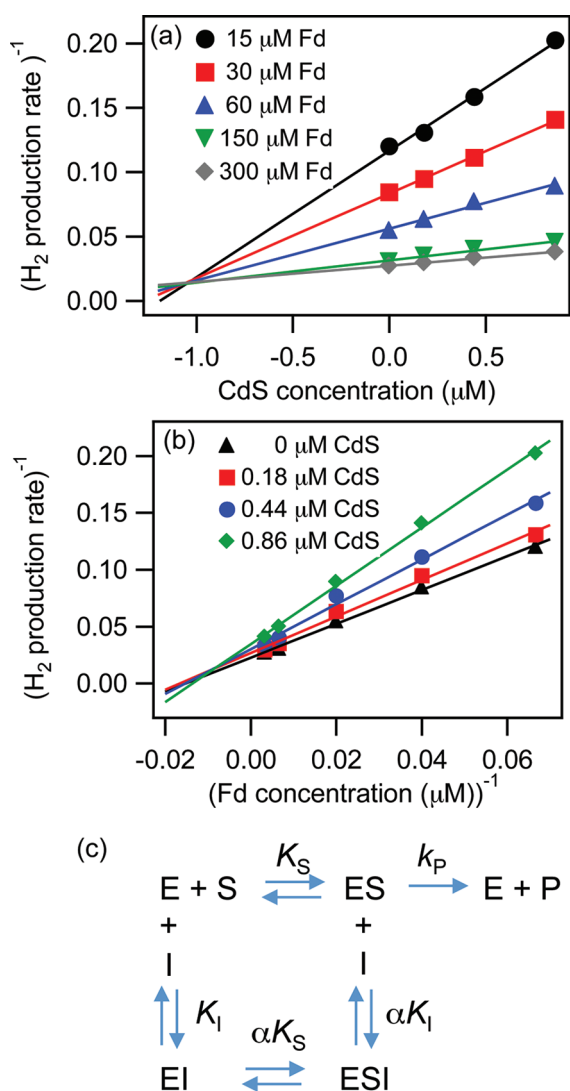 (a)
15 μM Fd
30 μM Fd
60 μM Fd
150 μM Fd
300 μM Fd
(H2 production rate )-1
0.20
0.15
0.10
0.05
0.00
-1.0 -0.5 0.0 0.5
CdS concentration (μM)
(b)
0 μM CdS
0.18 μM CdS
0.44 μM CdS
0.86 μM CdS
(H2 production rate)-1
0.20
0.15
0.10
0.05
0.00
-0.02 0.00 0.02 0.04 0.06
(Fd concentration (μM))-1
(c)
KS kP
E + S ES E + P
+ +
I I
KI αKS αKI
EI ESI